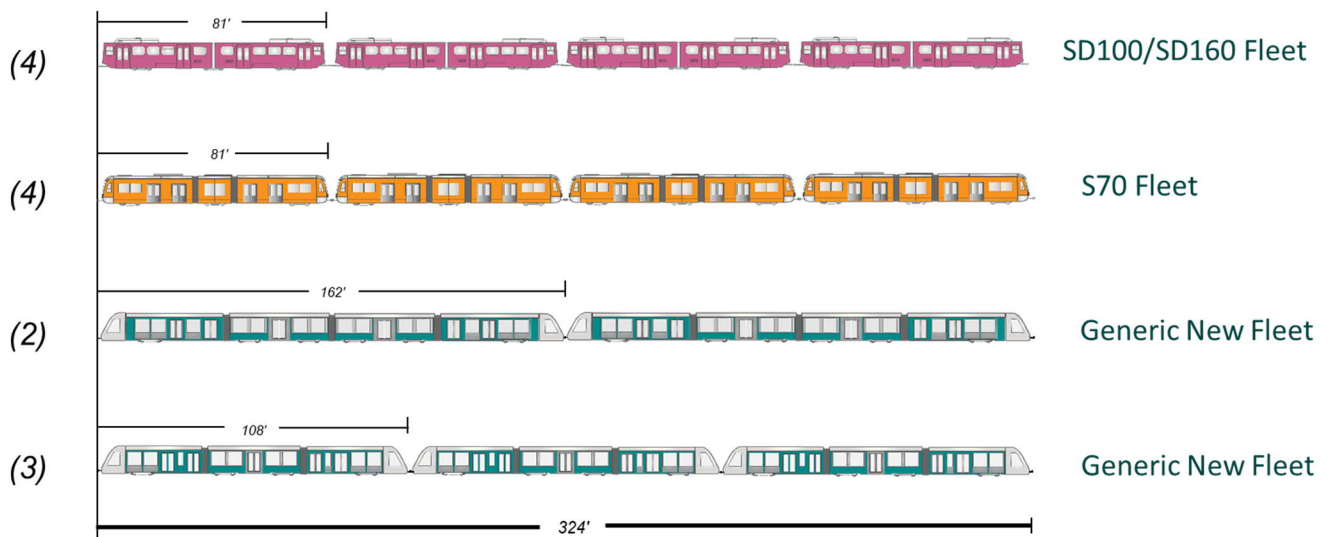 81'
(4)
SD100/SD160 Fleet
81'
(4)
S70 Fleet
162'
(2)
Generic New Fleet
108'
(3)
Generic New Fleet
324'